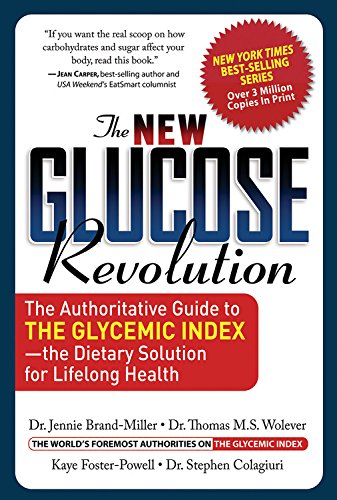 "If you want the real scoop on how
carbohydrates and sugar affect your
body, read this book."
—JEAN CARPER, best-selling author and
USA Weekend's EatSmart columnist
NEW YORK TIMES
BEST-SELLING
SERIES
Over 3 Million
Copies In Print
The NEW
GLUCOSE
Revolution
The Authoritative Guide to
THE GLYCEMIC INDEX
—the Dietary Solution
for Lifelong Health
Dr. Jennie Brand-Miller • Dr. Thomas M.S. Wolever
THE WORLD'S FOREMOST AUTHORITIES ON THE GLYCEMIC INDEX
Kaye Foster-Powell • Dr. Stephen Colagiuri